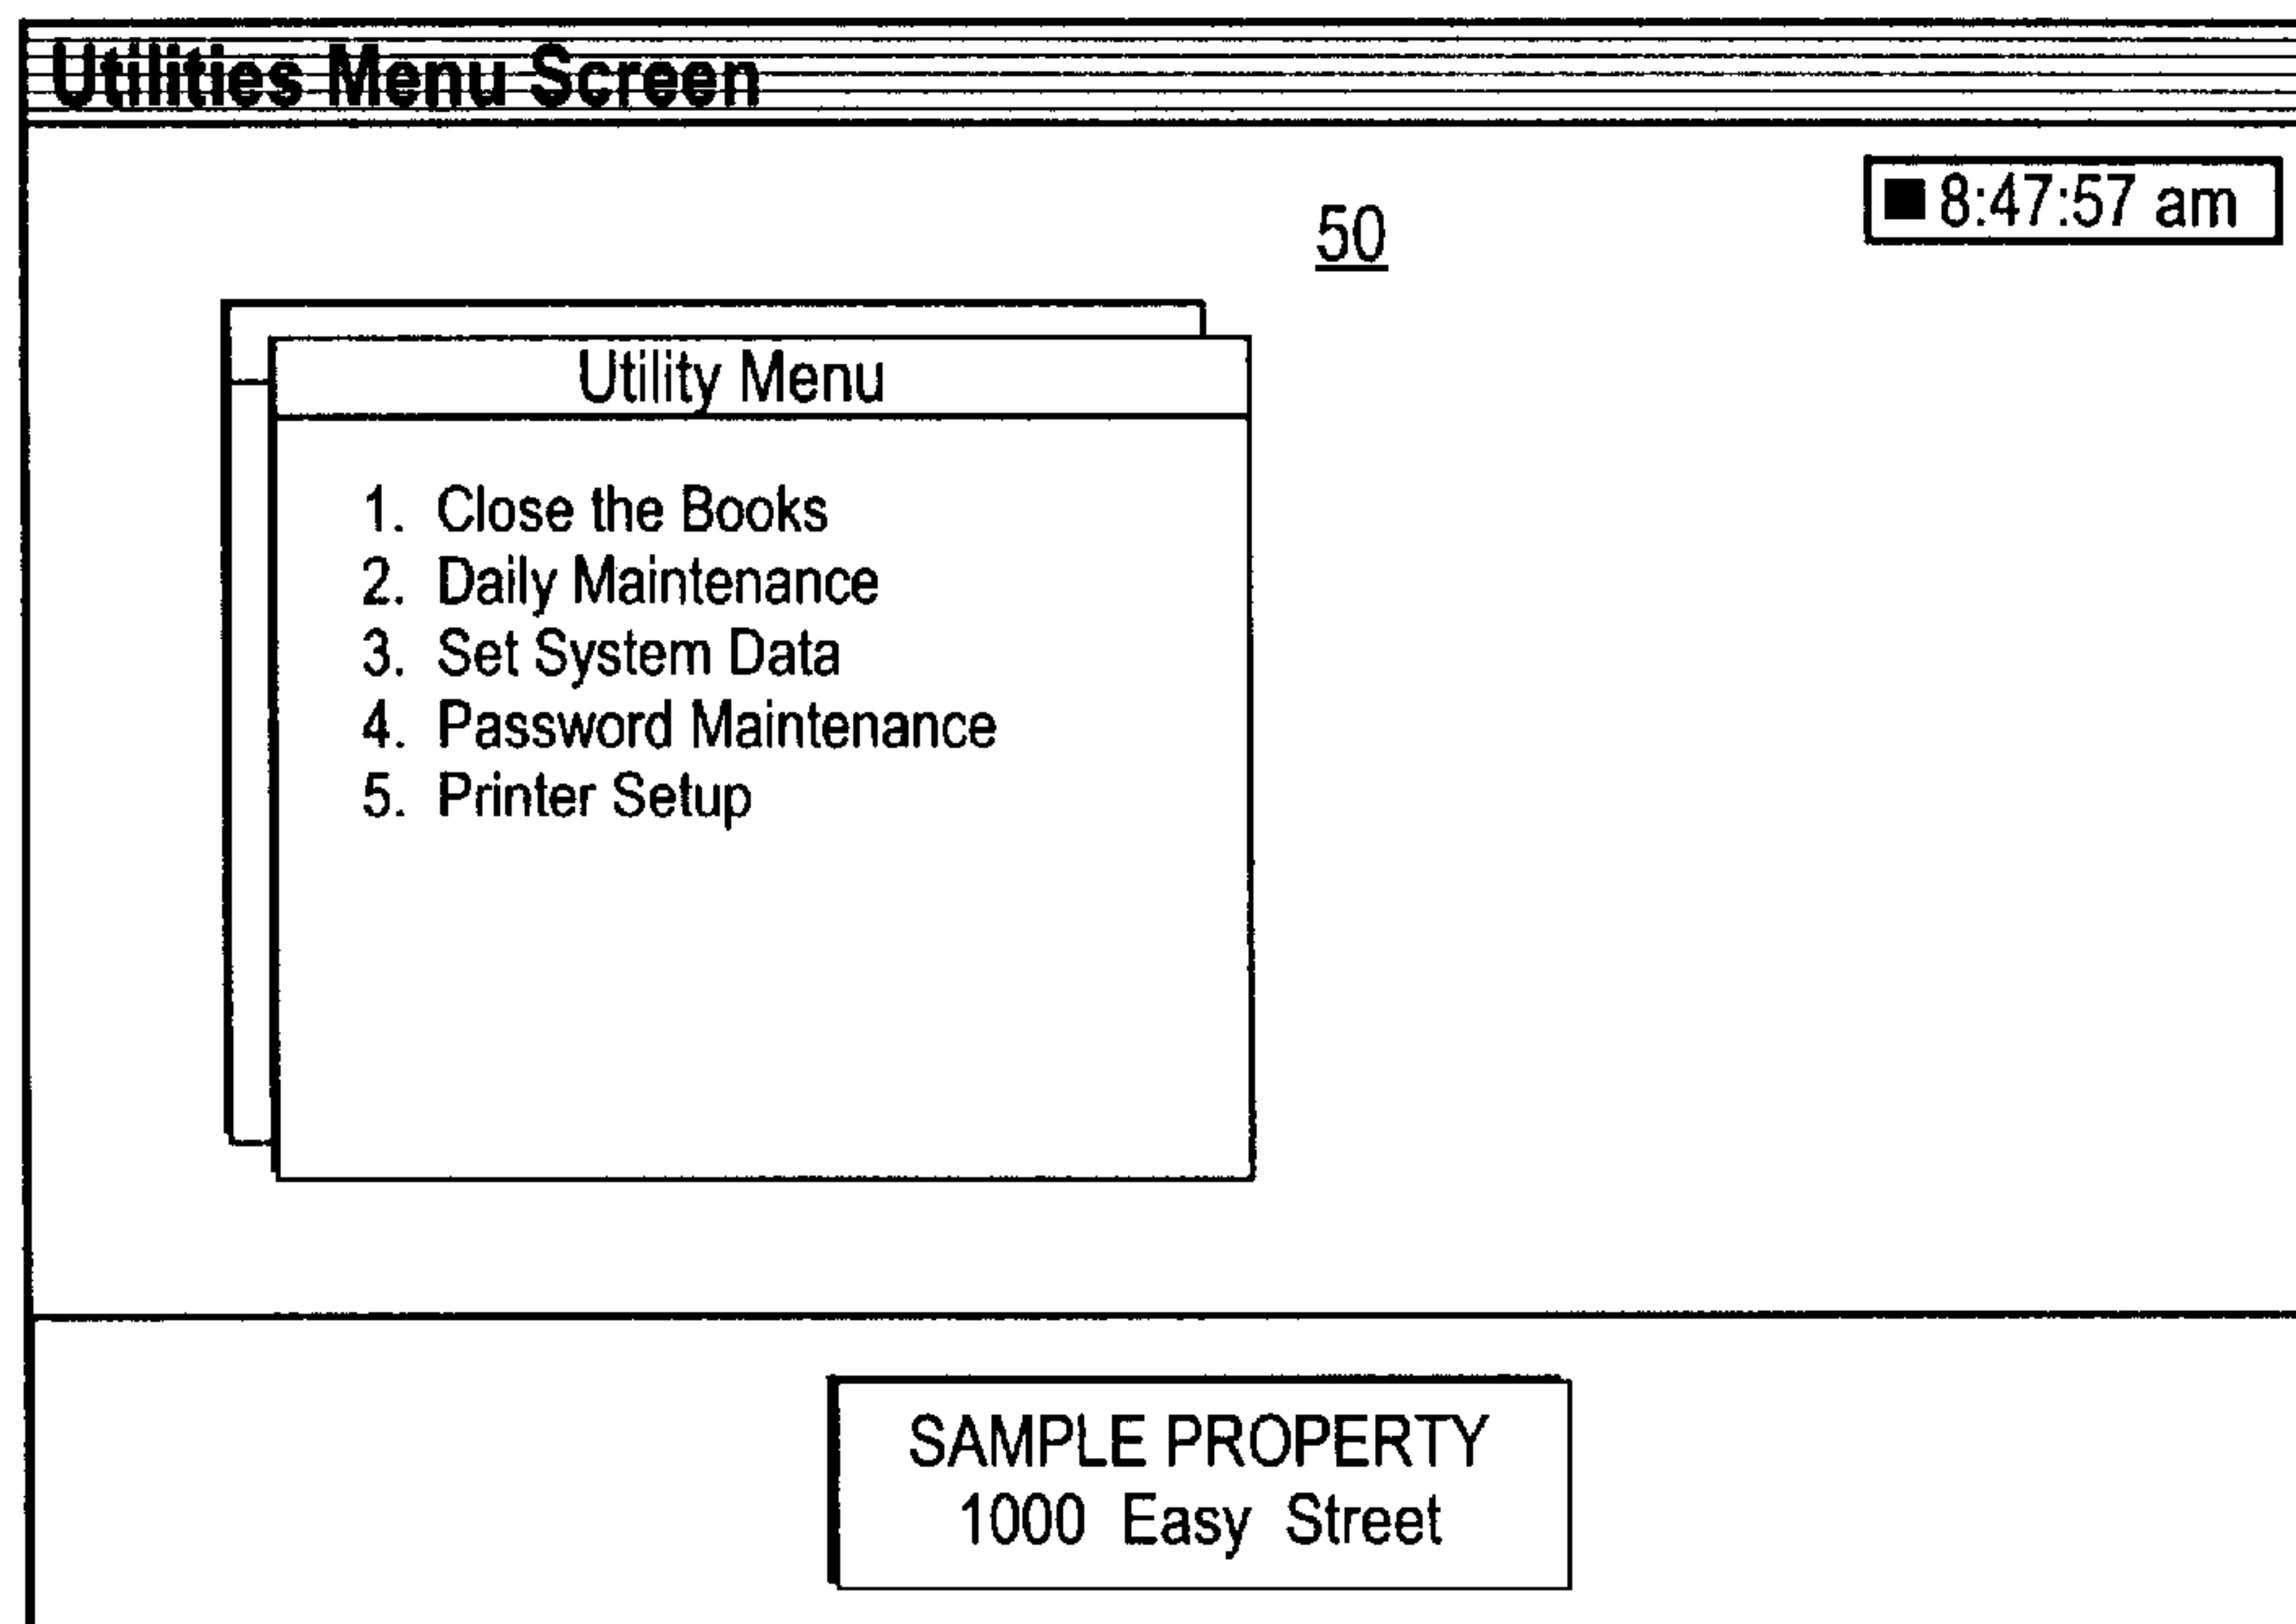 Utilities Menu Screen
8:47:57 am
50
Utility Menu
1. Close the Books
2. Daily Maintenance
3. Set System Data
4. Password Maintenance
5. Printer Setup
SAMPLE PROPERTY
1000 Easy Street